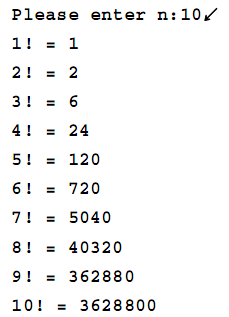 Please enter n:10↙
1! = 1
2! = 2
3! = 6
4! = 24
5! = 120
6! = 720
7! = 5040
8! = 40320
9! = 362880
10! = 3628800